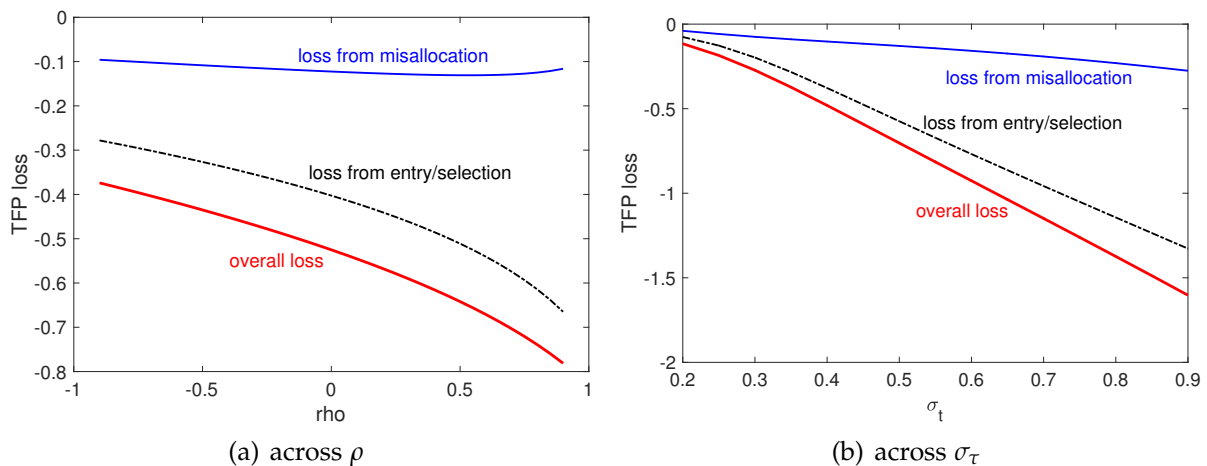 0
-0.1
-0.2
-0.3
-0.4
-0.5
-0.6
-0.7
-0.8
TFP loss
loss from misallocation
loss from entry/selection
overall loss
-1
-0.5
0
0.5
1
rho
(a) across ρ
0
-0.5
-1
-1.5
-2
TFP loss
loss from misallocation
loss from entry/selection
overall loss
0.2
0.3
0.4
0.5
0.6
0.7
0.8
0.9
σt
(b) across στ